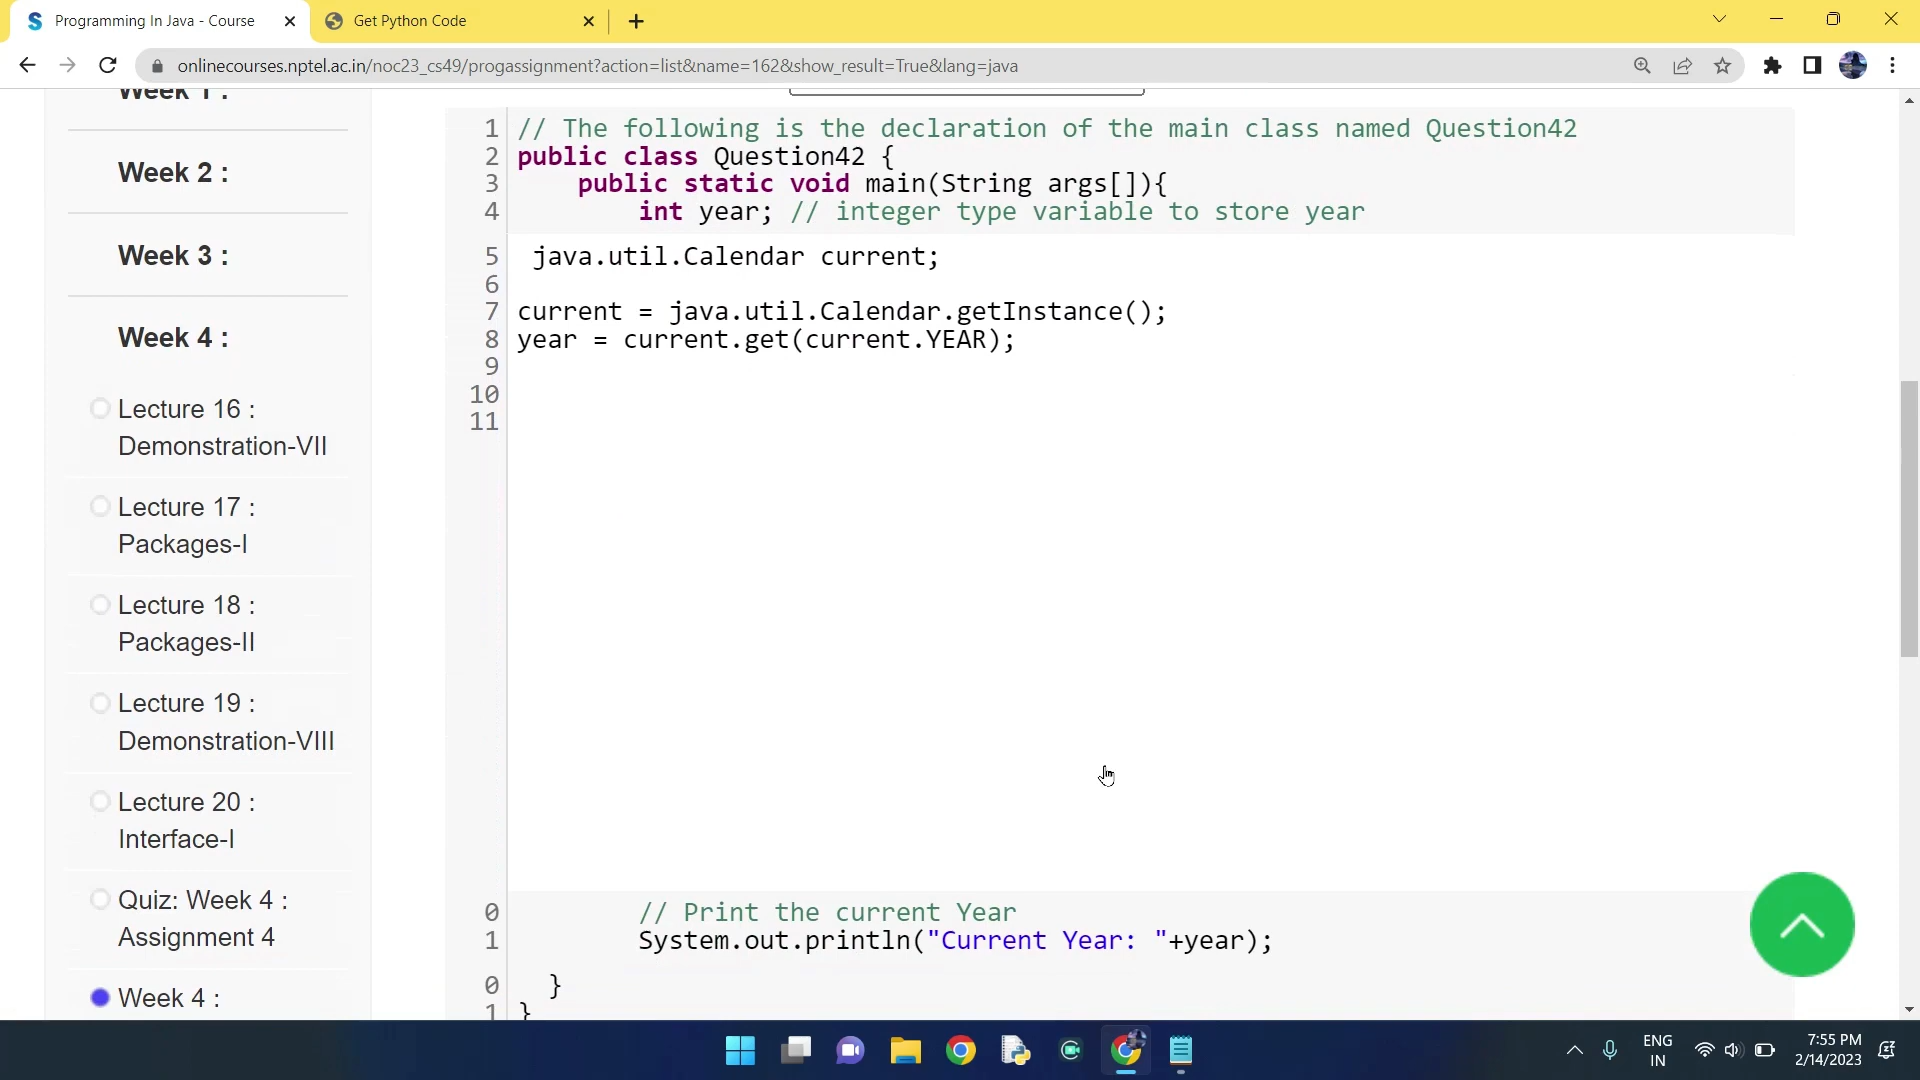 Programming In Java - Course
Get Python Code
onlinecourses.nptel.ac.in/noc23_cs49/progassignment?action=list&name=162&show_result=True&lang=java
Week 1 :
Week 2 :
Week 3 :
Week 4 :
Lecture 16 :
Demonstration-VII
Lecture 17 :
Packages-I
Lecture 18 :
Packages-II
Lecture 19 :
Demonstration-VIII
Lecture 20 :
Interface-I
Quiz: Week 4 :
Assignment 4
Week 4 :
1 // The following is the declaration of the main class named Question42
2 public class Question42 {
3 public static void main(String args[]){
4 int year; // integer type variable to store year
5 java.util.Calendar current;
6
7 current = java.util.Calendar.getInstance();
8 year = current.get(current.YEAR);
9
10
11
0 // Print the current Year
1 System.out.println("Current Year: "+year);
0 }
1 }
ENG
IN
7:55 PM
2/14/2023